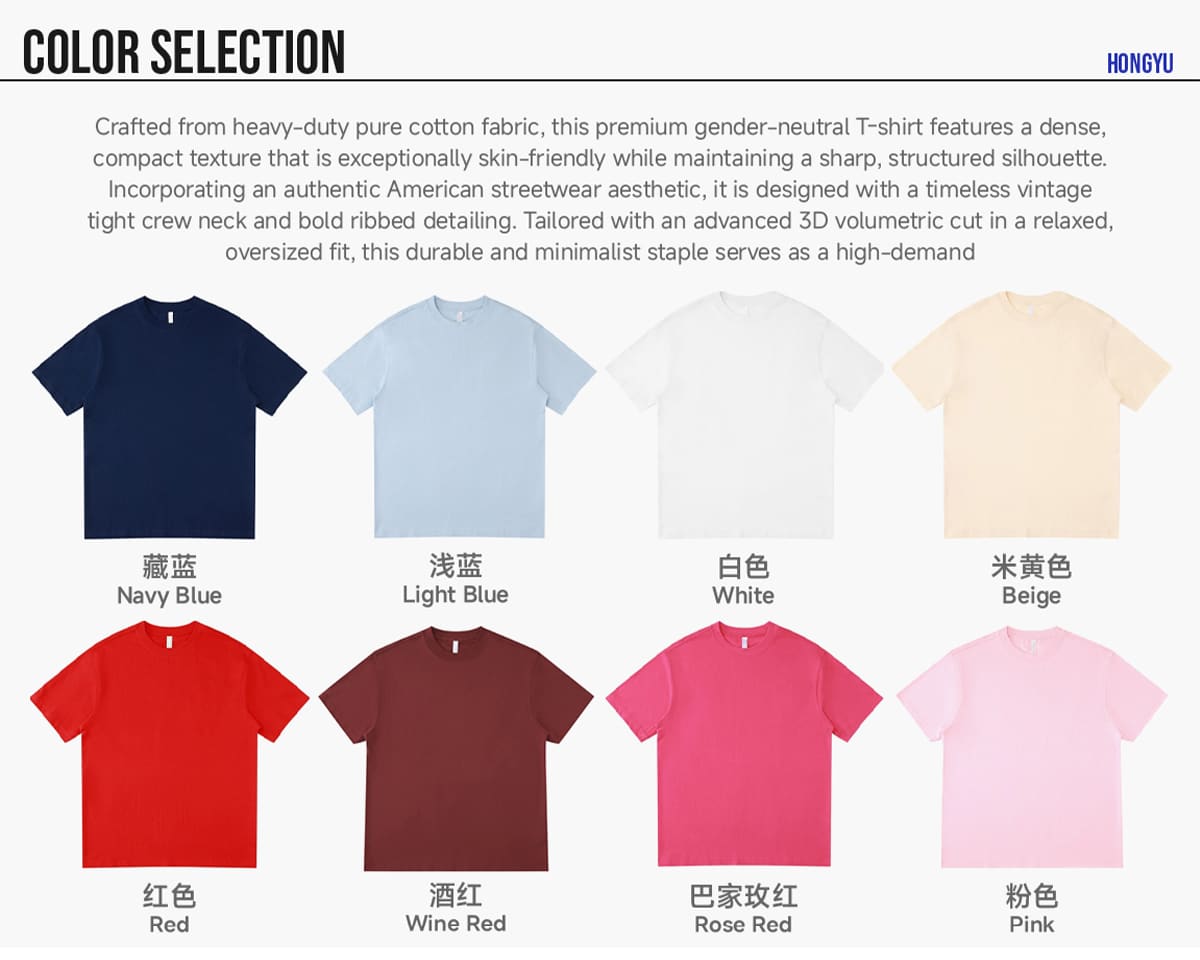 COLOR SELECTION
HONGYU
Crafted from heavy-duty pure cotton fabric, this premium gender-neutral T-shirt features a dense,
compact texture that is exceptionally skin-friendly while maintaining a sharp, structured silhouette.
Incorporating an authentic American streetwear aesthetic, it is designed with a timeless vintage
tight crew neck and bold ribbed detailing. Tailored with an advanced 3D volumetric cut in a relaxed,
oversized fit, this durable and minimalist staple serves as a high-demand
藏蓝
Navy Blue
浅蓝
Light Blue
白色
White
米黄色
Beige
红色
Red
酒红
Wine Red
巴家玫红
Rose Red
粉色
Pink